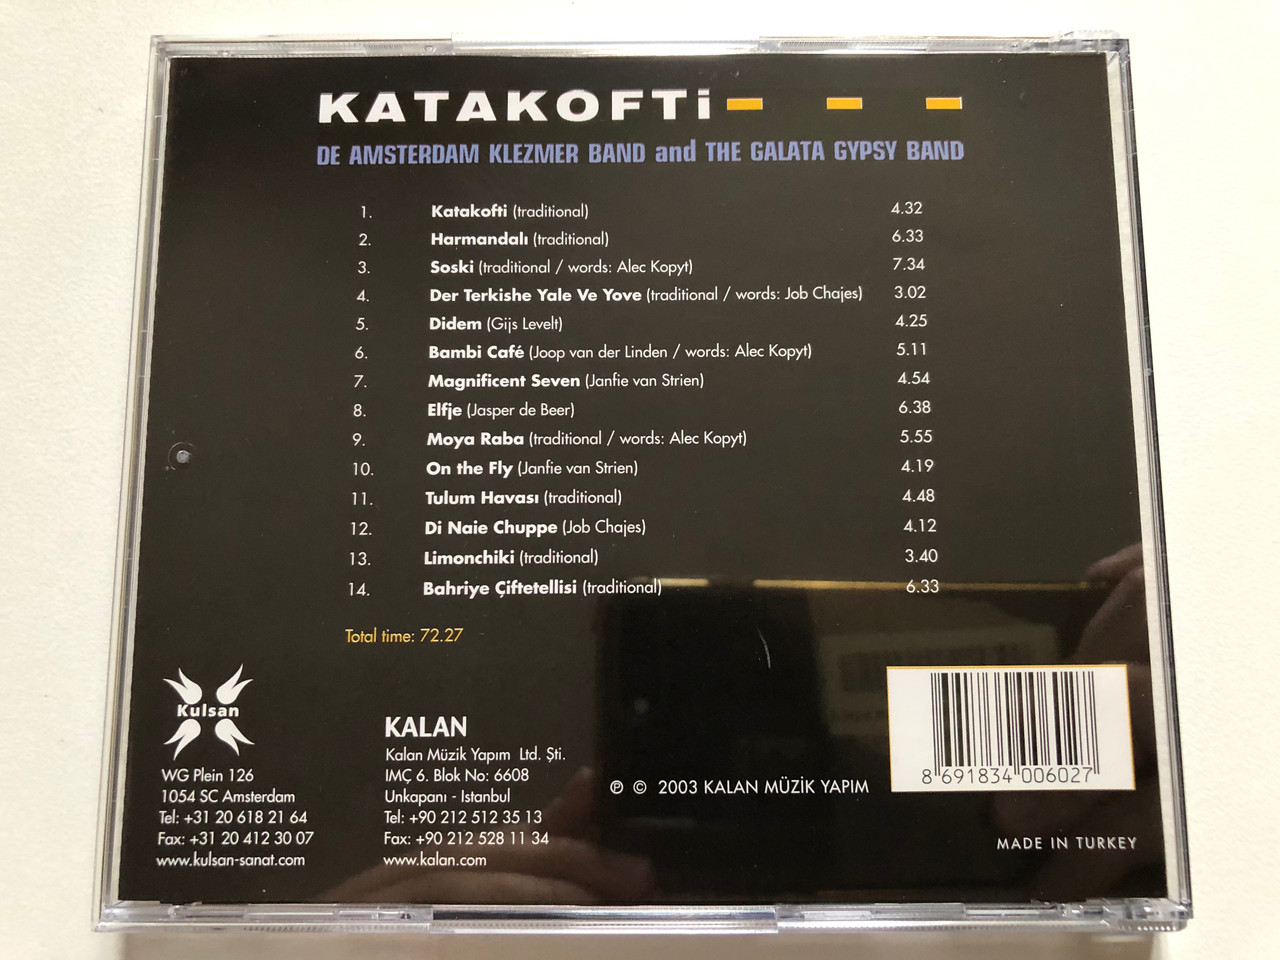 KATAKOFTi
DE AMSTERDAM KLEZMER BAND and THE GALATA GYPSY BAND
1. Katakofti (traditional) 4.32
2. Harmandalı (traditional) 6.33
3. Soski (traditional / words: Alec Kopyt) 7.34
4. Der Terkishe Yale Ve Yove (traditional / words: Job Chajes) 3.02
5. Didem (Gijs Levelt) 4.25
6. Bambi Café (Joop van der Linden / words: Alec Kopyt) 5.11
7. Magnificent Seven (Janfie van Strien) 4.54
8. Elfje (Jasper de Beer) 6.38
9. Moya Raba (traditional / words: Alec Kopyt) 5.55
10. On the Fly (Janfie van Strien) 4.19
11. Tulum Havası (traditional) 4.48
12. Di Naie Chuppe (Job Chajes) 4.12
13. Limonchiki (traditional) 3.40
14. Bahriye Çiftetellisi (traditional) 6.33
Total time: 72.27
Kulsan
WG Plein 126
1054 SC Amsterdam
Tel: +31 20 618 21 64
Fax: +31 20 412 30 07
www.kulsan-sanat.com
KALAN
Kalan Müzik Yapım Ltd. Şti.
IMÇ 6. Blok No: 6608
Unkapanı - Istanbul
Tel: +90 212 512 35 13
Fax: +90 212 528 11 34
www.kalan.com
℗ © 2003 KALAN MÜZİK YAPIM
8 691834 006027
MADE IN TURKEY